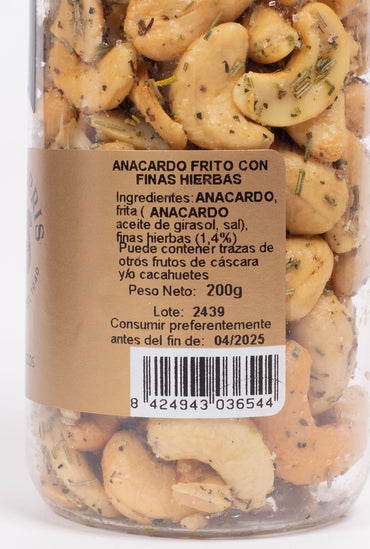 ANACARDO FRITO CON
FINAS HIERBAS
Ingredientes: ANACARDO,
frita ( ANACARDO
aceite de girasol, sal),
finas hierbas (1,4%)
Puede contener trazas de
otros frutos de cáscara
y/o cacahuetes
Peso Neto: 200g
Lote: 2439
Consumir preferentemente
antes del fin de: 04/2025
8 424943 036544